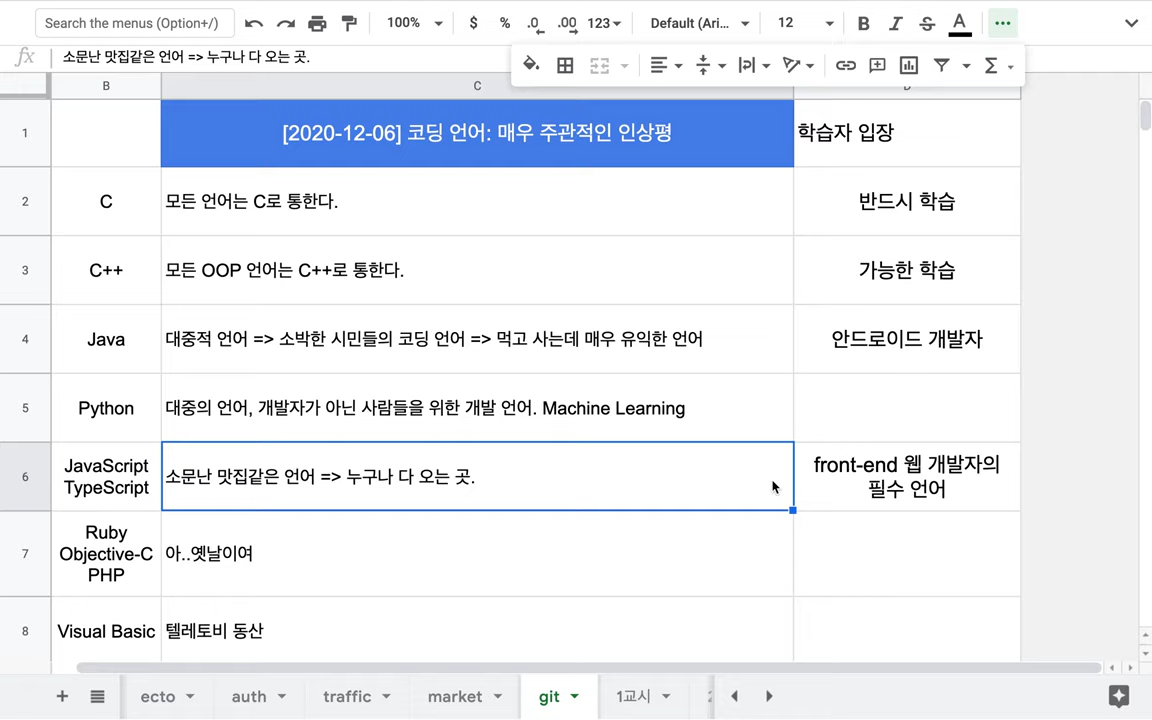 Search the menus (Option+/)
100%
$ % .0 .00 123
Default (Ari...
12
B I S A
fx 소문난 맛집같은 언어 => 누구나 다 오는 곳.
B C
1 [2020-12-06] 코딩 언어: 매우 주관적인 인상평 학습자 입장
2 C 모든 언어는 C로 통한다. 반드시 학습
3 C++ 모든 OOP 언어는 C++로 통한다. 가능한 학습
4 Java 대중적 언어 => 소박한 시민들의 코딩 언어 => 먹고 사는데 매우 유익한 언어 안드로이드 개발자
5 Python 대중의 언어, 개발자가 아닌 사람들을 위한 개발 언어. Machine Learning
6
JavaScript
TypeScript
소문난 맛집같은 언어 => 누구나 다 오는 곳.
front-end 웹 개발자의
필수 언어
7
Ruby
Objective-C
PHP
아..옛날이여
8 Visual Basic 텔레토비 동산
ecto auth traffic market git 1교시